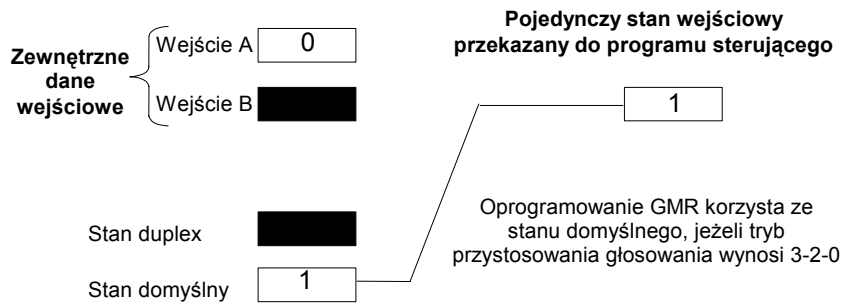 Zewnętrzne
dane
wejściowe
Wejście A
0
Wejście B
Pojedynczy stan wejściowy
przekazany do programu sterującego
1
Stan duplex
Stan domyślny
1
Oprogramowanie GMR korzysta ze
stanu domyślnego, jeżeli tryb
przystosowania głosowania wynosi 3-2-0